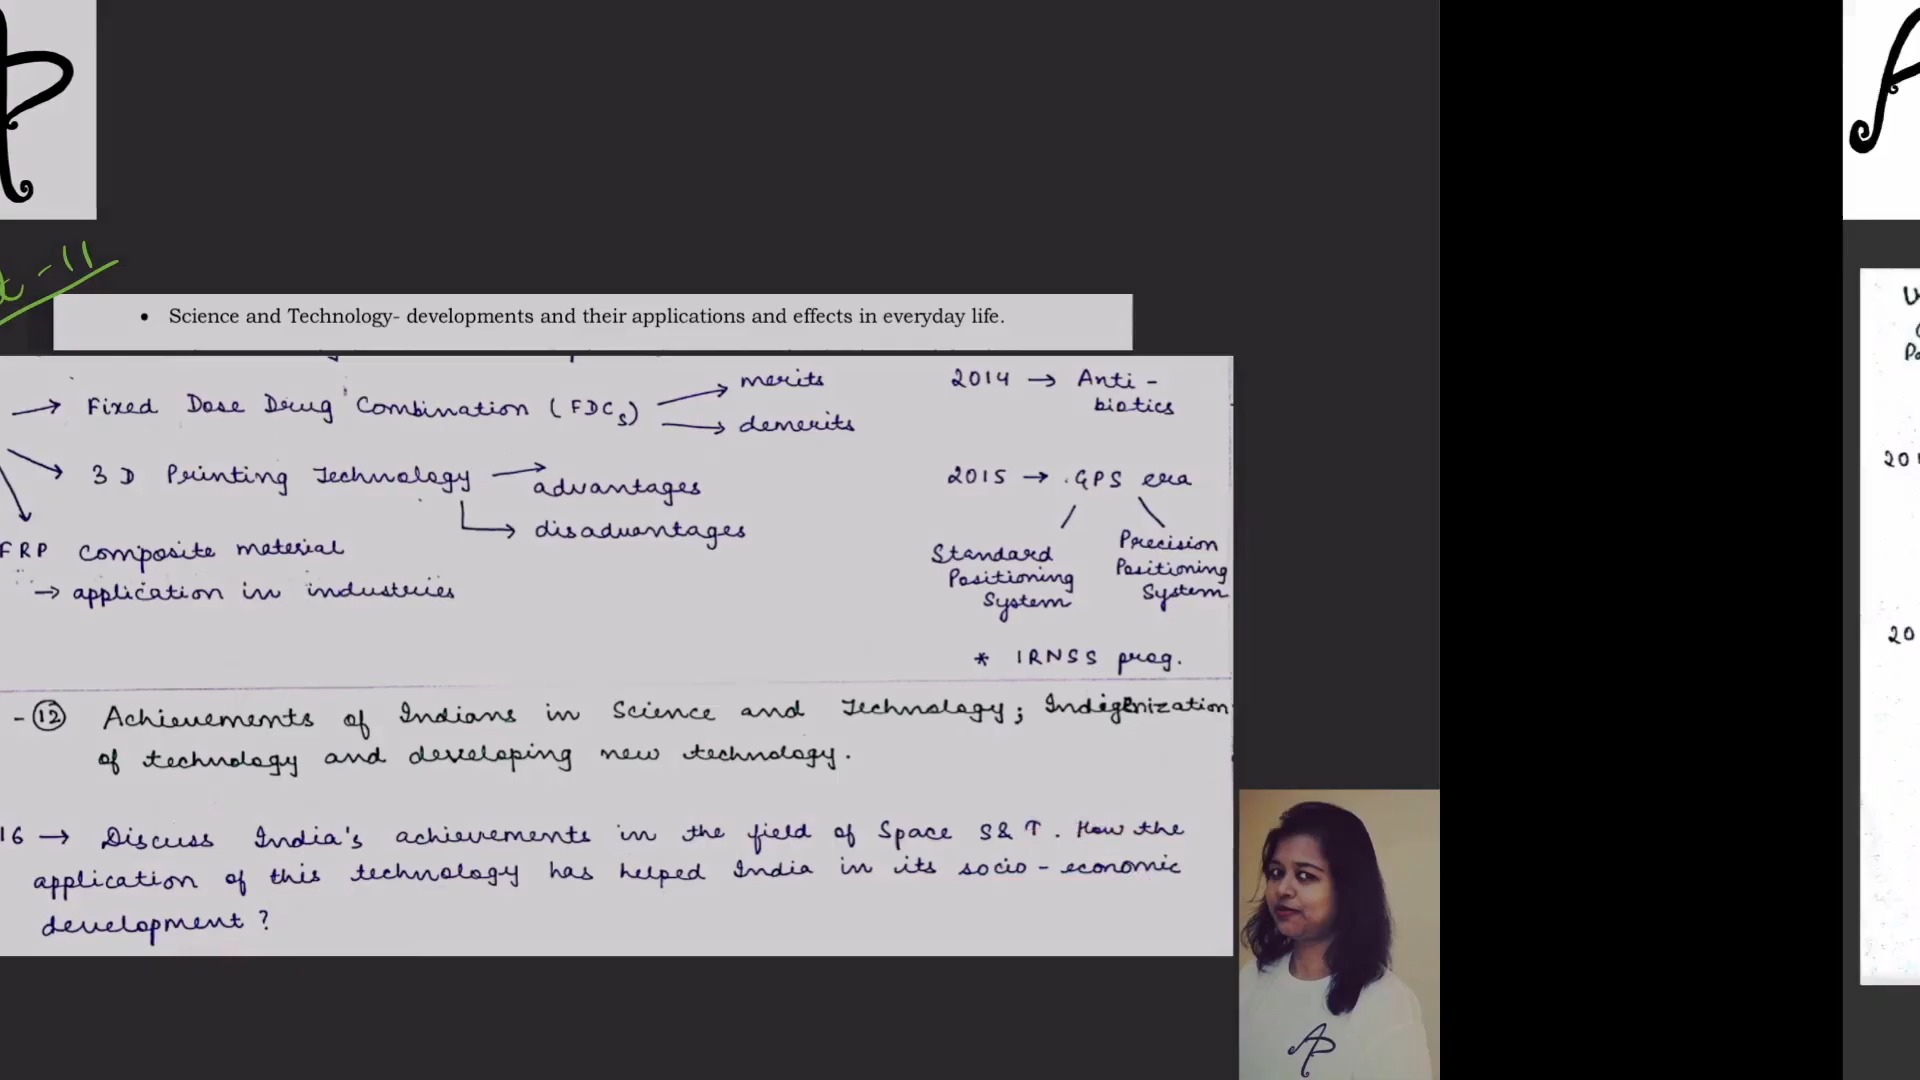 t-11
• Science and Technology- developments and their applications and effects in everyday life.
→ Fixed Dose Drug Combination (FDCs) → merits
→ demerits
2014 → Anti-
biotics
3D Printing Technology → advantages
→ disadvantages
2015 → GPS era
Standard
Positioning
System
Precision
Positioning
System
FRP composite material
→ application in industries
* IRNSS prog.
- 12 Achievements of Indians in Science and Technology; Indigenization
of technology and developing new technology.
16 → Discuss India's achievements in the field of Space S&T. How the
application of this technology has helped India in its socio-economic
development?
AP
20